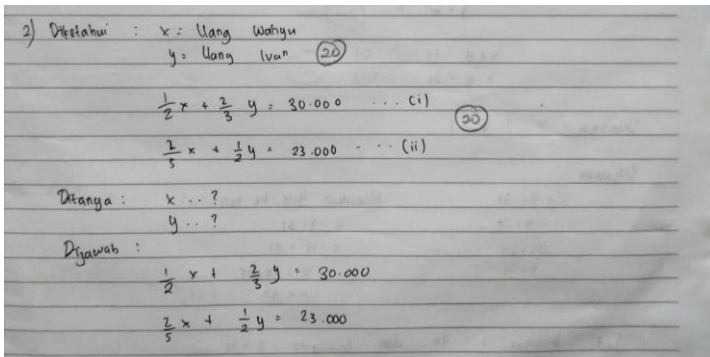 2) Diketahui : x = Uang Wahyu
y = Uang Ivan (20)
1/2 x + 2/3 y = 30.000 ... (i)
(20)
2/5 x + 1/2 y = 23.000 ... (ii)
Ditanya : x .. ?
y .. ?
Dijawab :
1/2 x + 2/3 y = 30.000
2/5 x + 1/2 y = 23.000